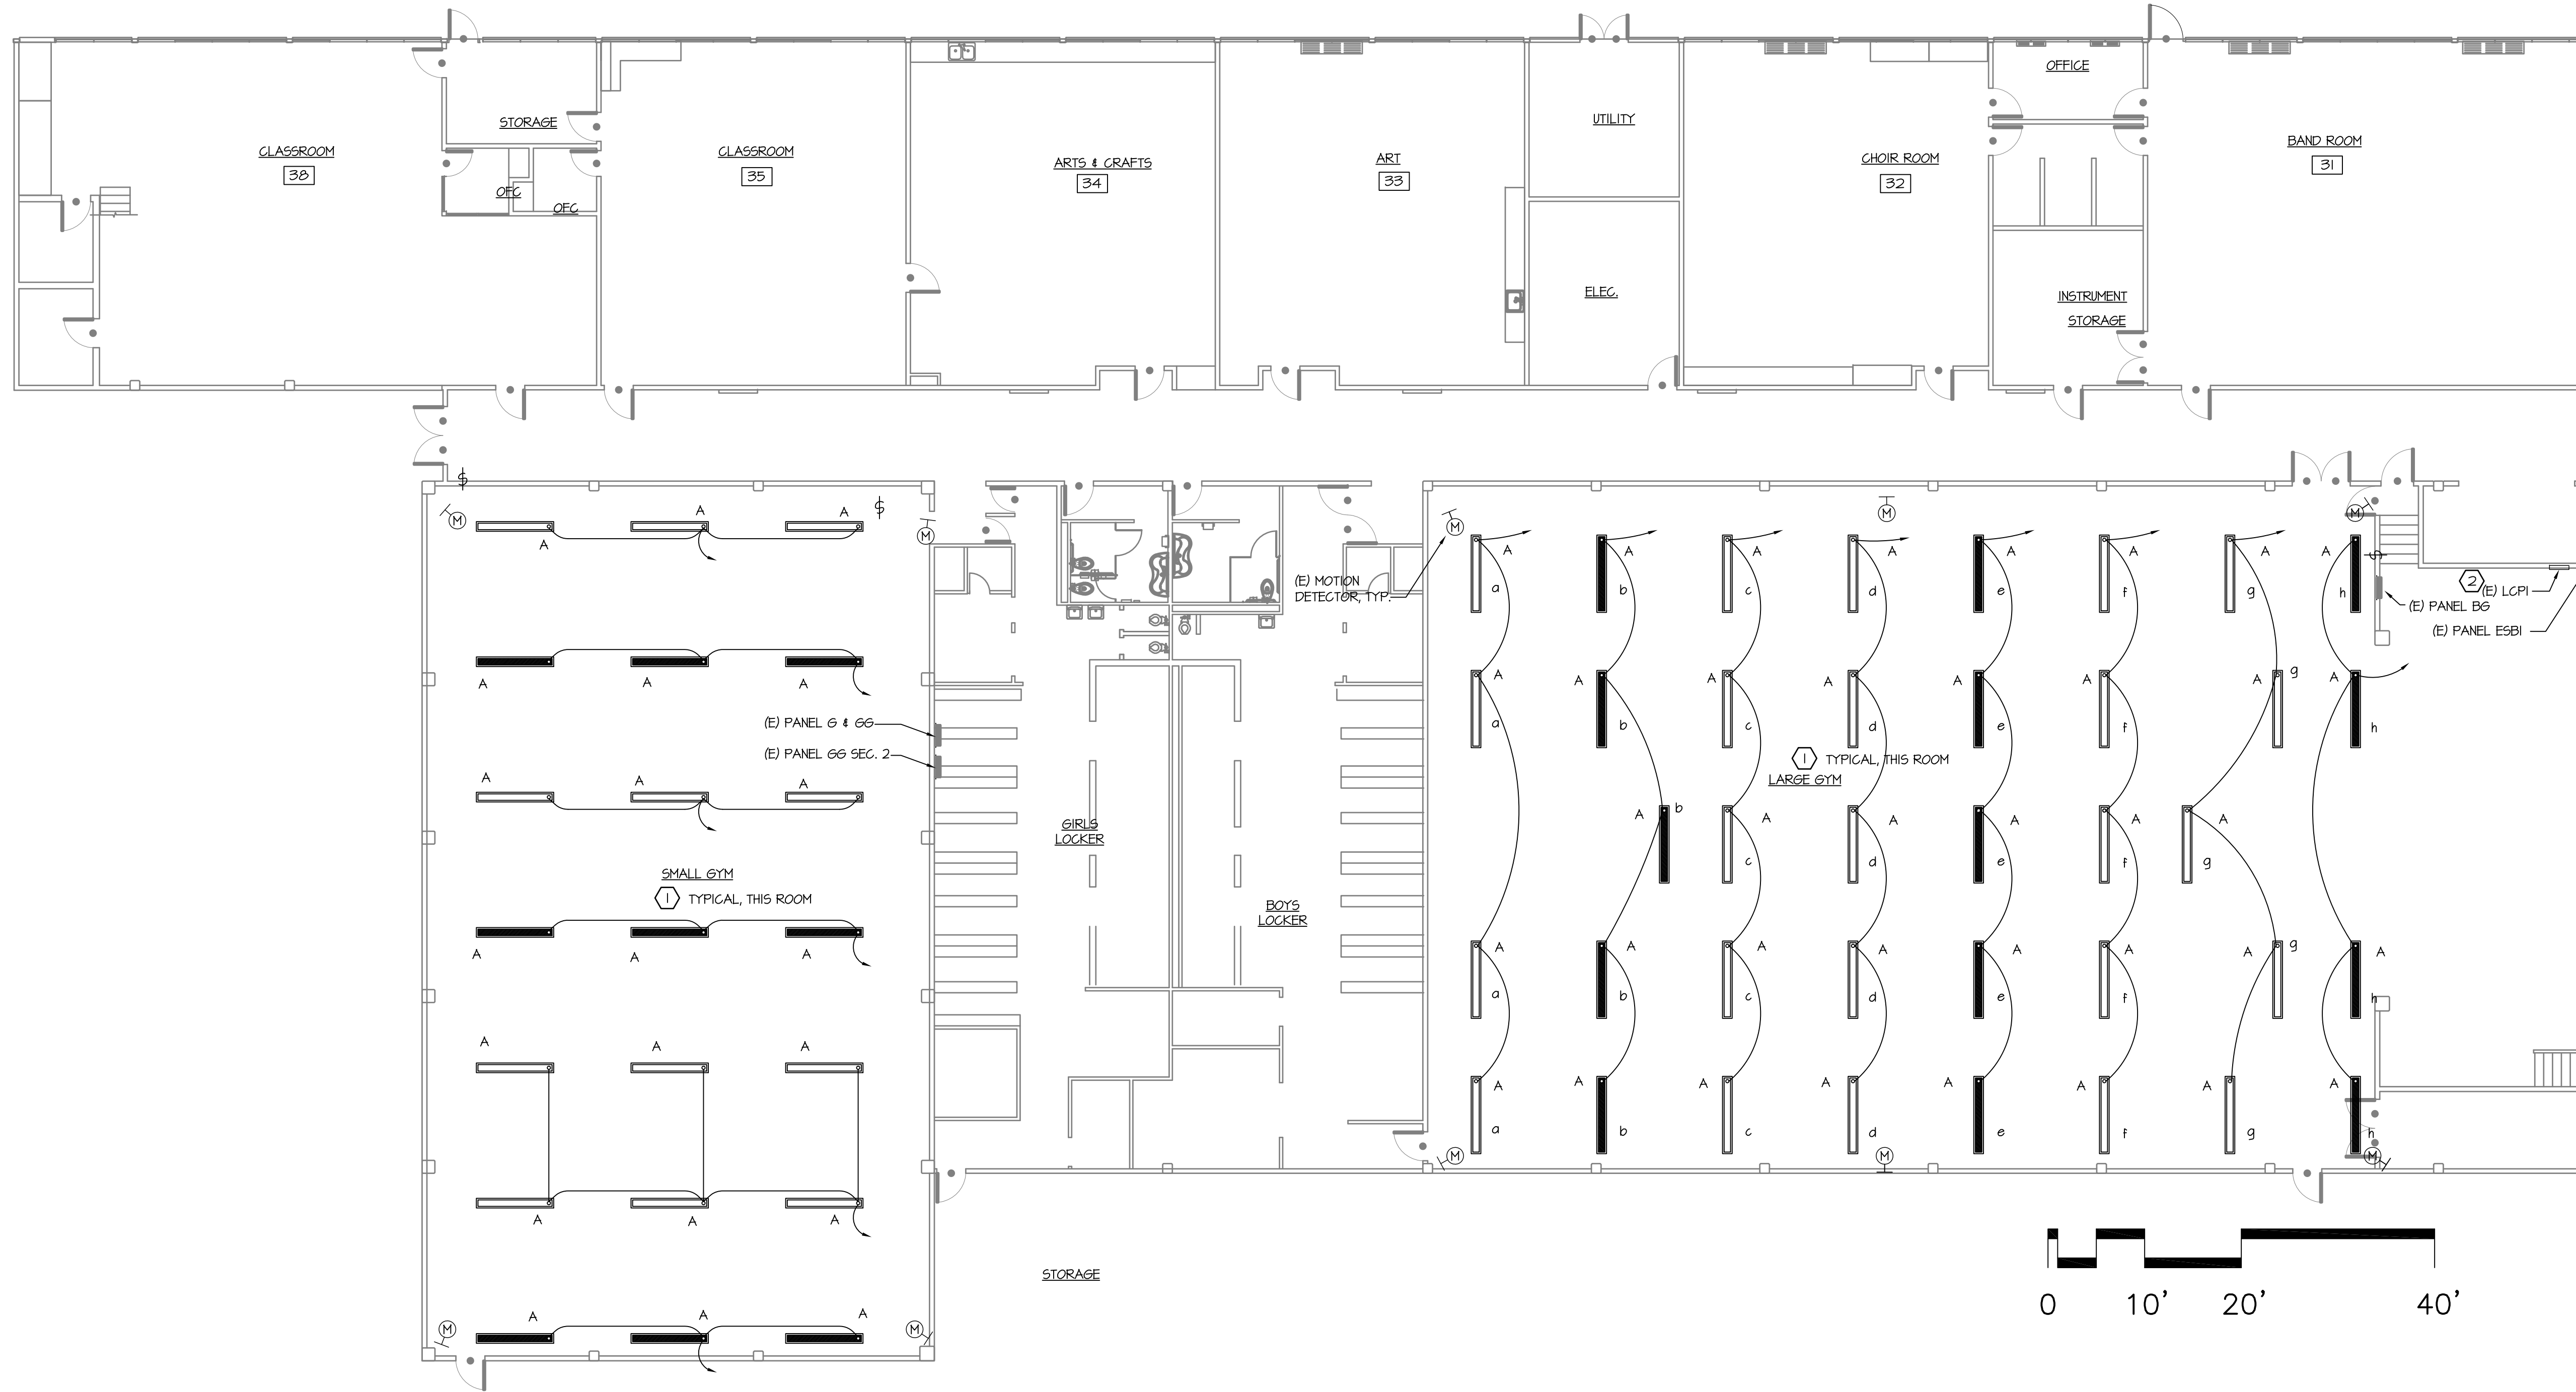 OFFICE
STORAGE
UTILITY
CLASSROOM
38
CLASSROOM
35
ARTS & CRAFTS
34
ART
33
CHOIR ROOM
32
BAND ROOM
31
OFC
OFC
ELEC.
INSTRUMENT
STORAGE
$
$
M
M
M
M
M
A
A
A
(E) MOTION
DETECTOR, TYP.
A
A
A
A
A
A
A
A
a
b
c
d
e
f
g
h
$
2
(E) LCP1
(E) PANEL BG
(E) PANEL ESB1
A
A
A
A
A
A
A
A
A
g
A
A
a
b
c
d
e
f
h
(E) PANEL G & GG
(E) PANEL GG SEC. 2
1
TYPICAL, THIS ROOM
LARGE GYM
A
A
A
A
b
A
A
A
A
A
c
d
e
f
g
GIRLS
LOCKER
SMALL GYM
1
TYPICAL, THIS ROOM
BOYS
LOCKER
A
A
A
A
A
A
A
A
A
A
g
A
a
b
c
d
e
f
h
A
A
A
A
A
A
A
A
A
A
A
a
b
c
d
e
f
g
h
M
M
M
A
A
A
STORAGE
A
A
A
M
M
0
10'
20'
40'